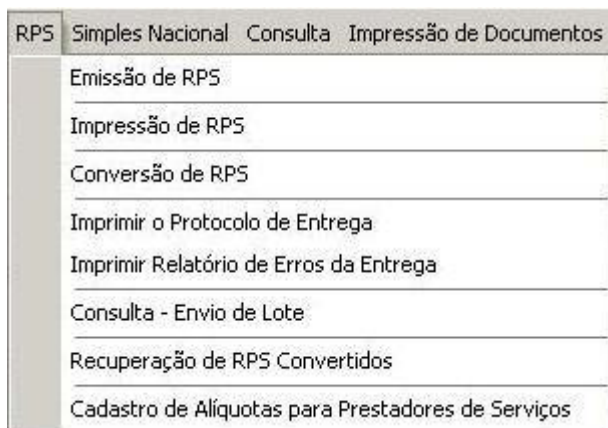 RPS Simples Nacional Consulta Impressão de Documentos
Emissão de RPS
Impressão de RPS
Conversão de RPS
Imprimir o Protocolo de Entrega
Imprimir Relatório de Erros da Entrega
Consulta - Envio de Lote
Recuperação de RPS Convertidos
Cadastro de Alíquotas para Prestadores de Serviços